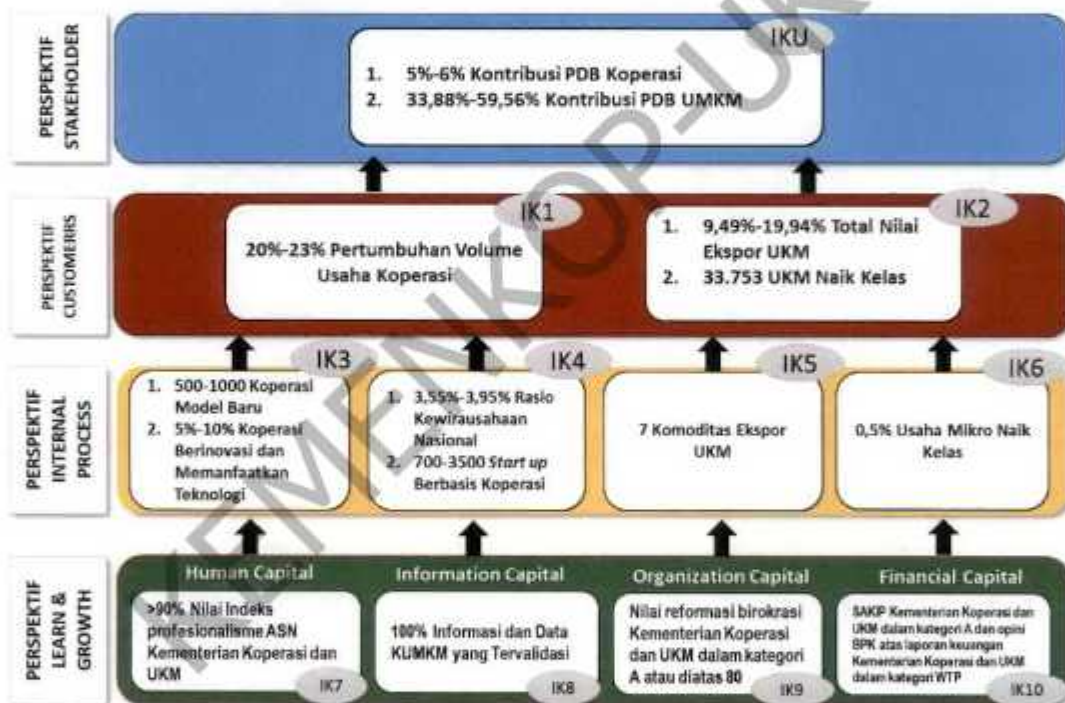 PERSPEKTIF
STAKEHOLDER
IKU
1. 5%-6% Kontribusi PDB Koperasi
2. 33,88%-59,56% Kontribusi PDB UMKM
PERSPEKTIF
CUSTOMERRS
IK1
20%-23% Pertumbuhan Volume
Usaha Koperasi
IK2
1. 9,49%-19,94% Total Nilai
Ekspor UKM
2. 33.753 UKM Naik Kelas
PERSPEKTIF
INTERNAL
PROCESS
IK3
1. 500-1000 Koperasi
Model Baru
2. 5%-10% Koperasi
Berinovasi dan
Memanfaatkan
Teknologi
IK4
1. 3,55%-3,95% Rasio
Kewirausahaan
Nasional
2. 700-3500 Start up
Berbasis Koperasi
IK5
7 Komoditas Ekspor
UKM
IK6
0,5% Usaha Mikro Naik
Kelas
PERSPEKTIF
LEARN &
GROWTH
Human Capital
>90% Nilai Indeks
profesionalisme ASN
Kementerian Koperasi dan
UKM
IK7
Information Capital
100% Informasi dan Data
KUMKM yang Tervalidasi
IK8
Organization Capital
Nilai reformasi birokrasi
Kementerian Koperasi
dan UKM dalam kategori
A atau diatas 80
IK9
Financial Capital
SAKIP Kementerian Koperasi dan
UKM dalam kategori A dan opini
BPK atas laporan keuangan
Kementerian Koperasi dan UKM
dalam kategori WTP
IK10
KEMENKOP-UK